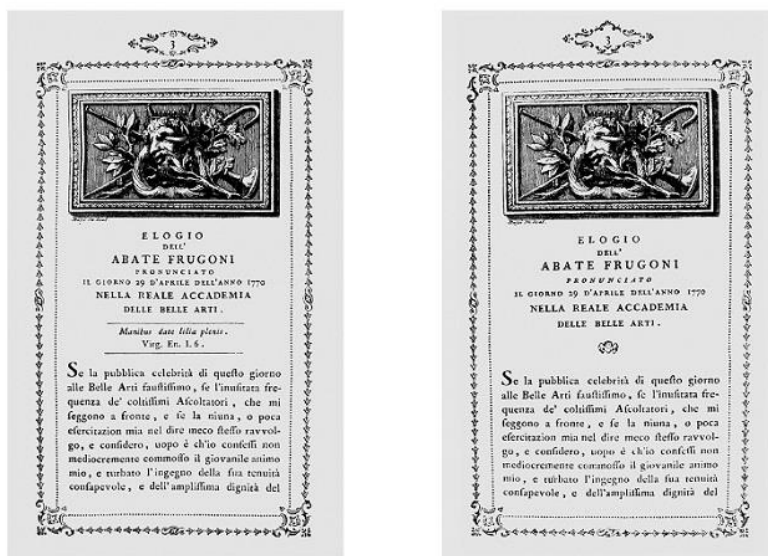 3
ELOGIO
DELL'
ABATE FRUGONI
PRONUNCIATO
IL GIORNO 29 D'APRILE DELL'ANNO 1770
NELLA REALE ACCADEMIA
DELLE BELLE ARTI.
Manibus date lilia plenis.
Virg. En. l. 6.
Se la pubblica celebrità di queſto giorno
alle Belle Arti fauſtiſſimo, ſe l'inuſitata fre-
quenza de' coltiſſimi Aſcoltatori, che mi
ſeggono a fronte, e ſe la niuna, o poca
eſercitazion mia nel dire meco ſteſſo ravvol-
go, e conſidero, uopo è ch'io confeſſi non
mediocremente commoſſo il giovanile animo
mio, e turbato l'ingegno della ſua tenuità
conſapevole, e dell'ampliſſima dignità del
3
ELOGIO
DELL'
ABATE FRUGONI
PRONUNCIATO
IL GIORNO 29 D'APRILE DELL'ANNO 1770
NELLA REALE ACCADEMIA
DELLE BELLE ARTI.
Se la pubblica celebrità di queſto giorno
alle Belle Arti fauſtiſſimo, ſe l'inuſitata fre-
quenza de' coltiſſimi Aſcoltatori, che mi
ſeggono a fronte, e ſe la niuna, o poca
eſercitazion mia nel dire meco ſteſſo ravvol-
go, e conſidero, uopo è ch'io confeſſi non
mediocremente commoſſo il giovanile animo
mio, e turbato l'ingegno della ſua tenuità
conſapevole, e dell'ampliſſima dignità del